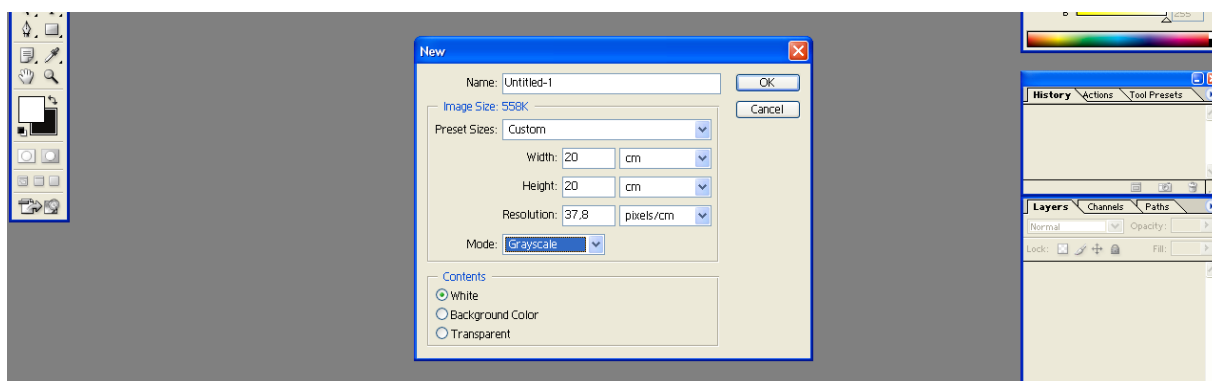 B 255
New
Name: Untitled-1 OK
Image Size: 558K Cancel
Preset Sizes: Custom
Width: 20 cm
Height: 20 cm
Resolution: 37,8 pixels/cm
Mode: Grayscale
Contents
White
Background Color
Transparent
History Actions Tool Presets
Layers Channels Paths
Normal Opacity:
Lock: Fill: